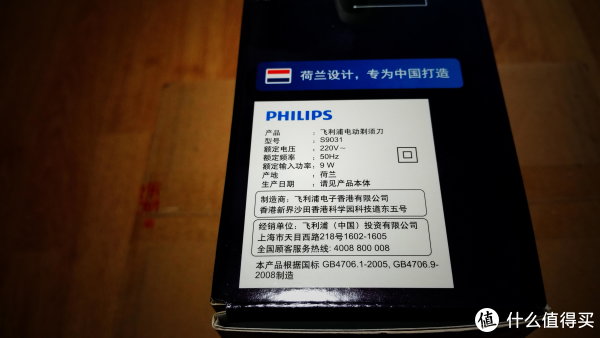 荷兰设计，专为中国打造
PHILIPS
产品 ：飞利浦电动剃须刀
型号 ：S9031
额定电压 ：220V～
额定频率 ：50Hz
额定输入功率：9 W
产地 ：荷兰
生产日期 ：请见产品本体
制造商：飞利浦电子香港有限公司
香港新界沙田香港科学园科技道东五号
经销单位：飞利浦（中国）投资有限公司
上海市天目西路218号1602-1605
全国顾客服务热线: 4008 800 008
本产品根据国标 GB4706.1-2005, GB4706.9-
2008制造
值 什么值得买